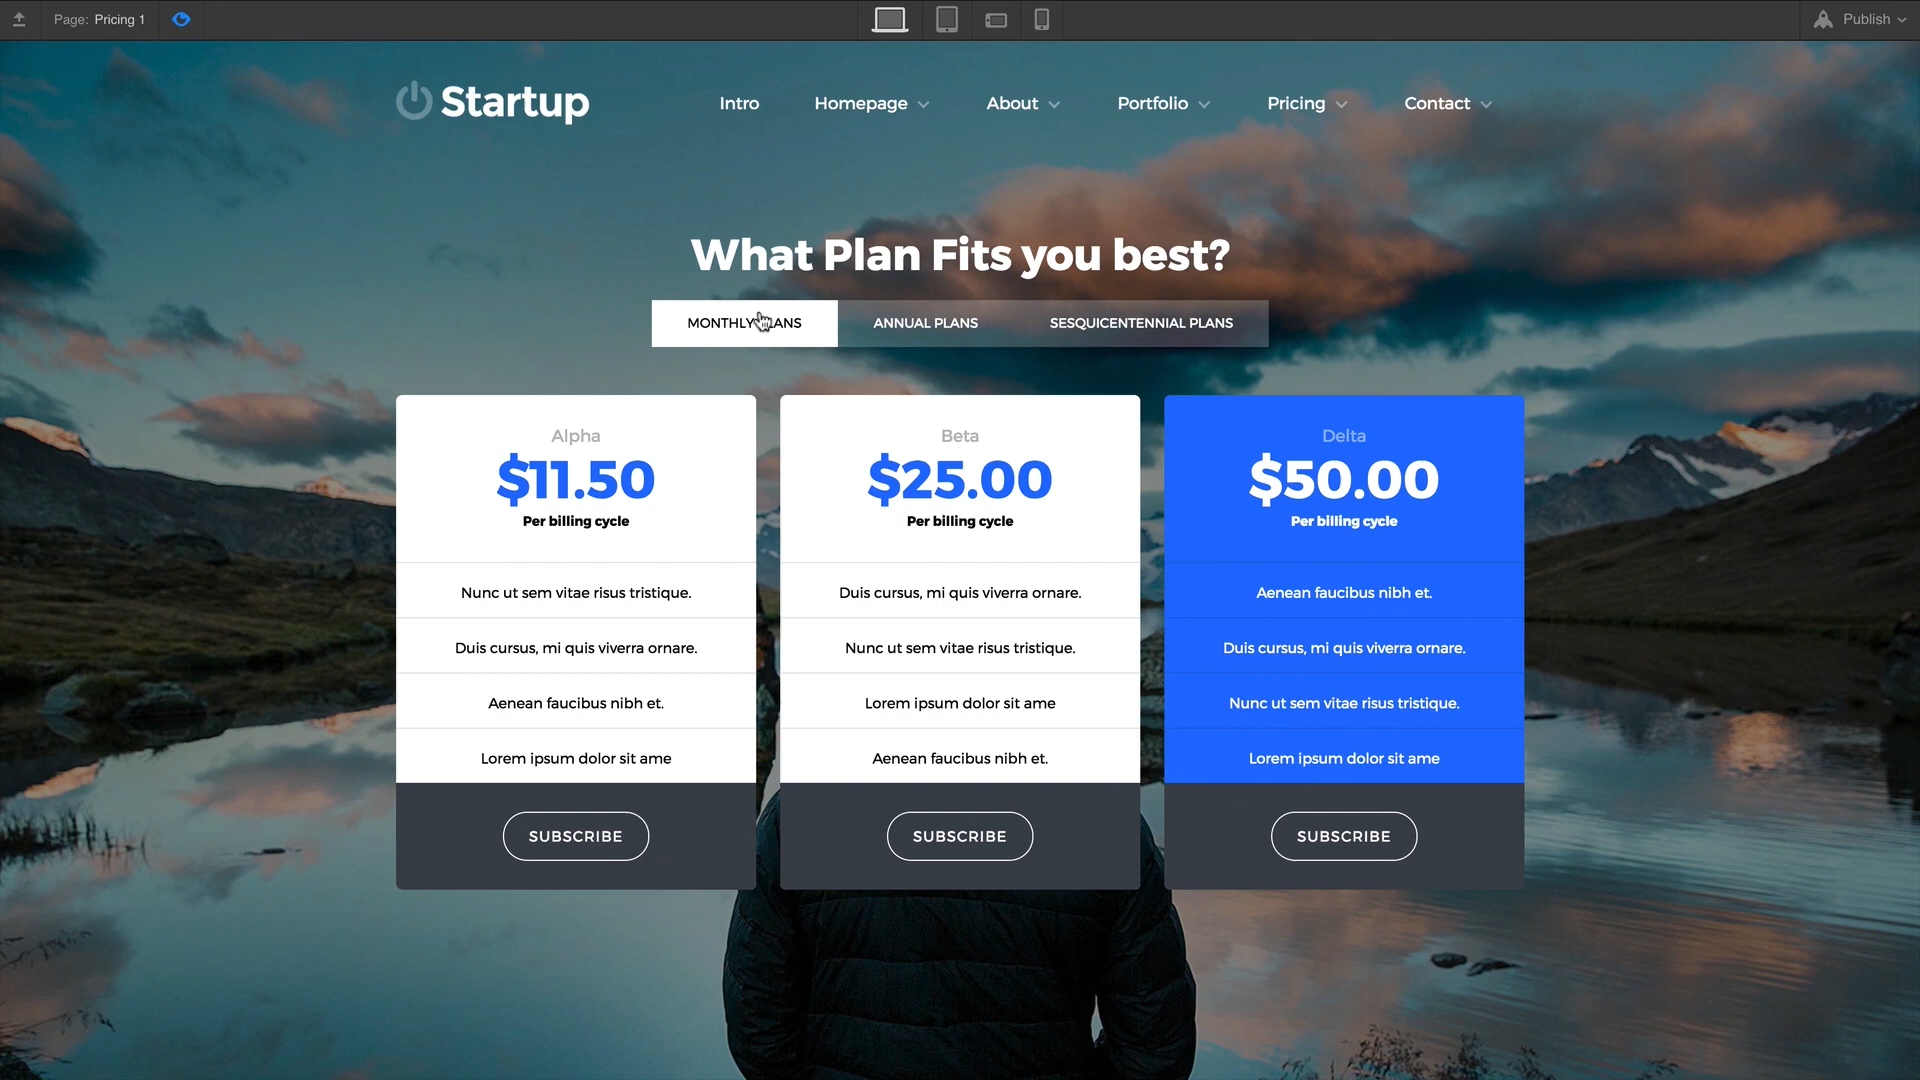 Page: Pricing 1
Publish
Startup
Intro Homepage About Portfolio Pricing Contact
What Plan Fits you best?
MONTHLY PLANS ANNUAL PLANS SESQUICENTENNIAL PLANS
Alpha
$11.50
Per billing cycle
Nunc ut sem vitae risus tristique.
Duis cursus, mi quis viverra ornare.
Aenean faucibus nibh et.
Lorem ipsum dolor sit ame
SUBSCRIBE
Beta
$25.00
Per billing cycle
Duis cursus, mi quis viverra ornare.
Nunc ut sem vitae risus tristique.
Lorem ipsum dolor sit ame
Aenean faucibus nibh et.
SUBSCRIBE
Delta
$50.00
Per billing cycle
Aenean faucibus nibh et.
Duis cursus, mi quis viverra ornare.
Nunc ut sem vitae risus tristique.
Lorem ipsum dolor sit ame
SUBSCRIBE